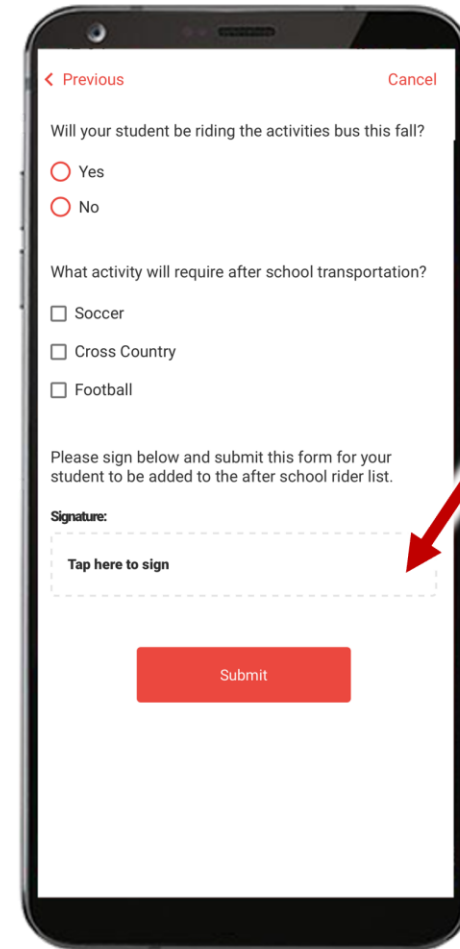 Previous
Cancel
Will your student be riding the activities bus this fall?
Yes
No
What activity will require after school transportation?
Soccer
Cross Country
Football
Please sign below and submit this form for your
student to be added to the after school rider list.
Signature:
Tap here to sign
Submit